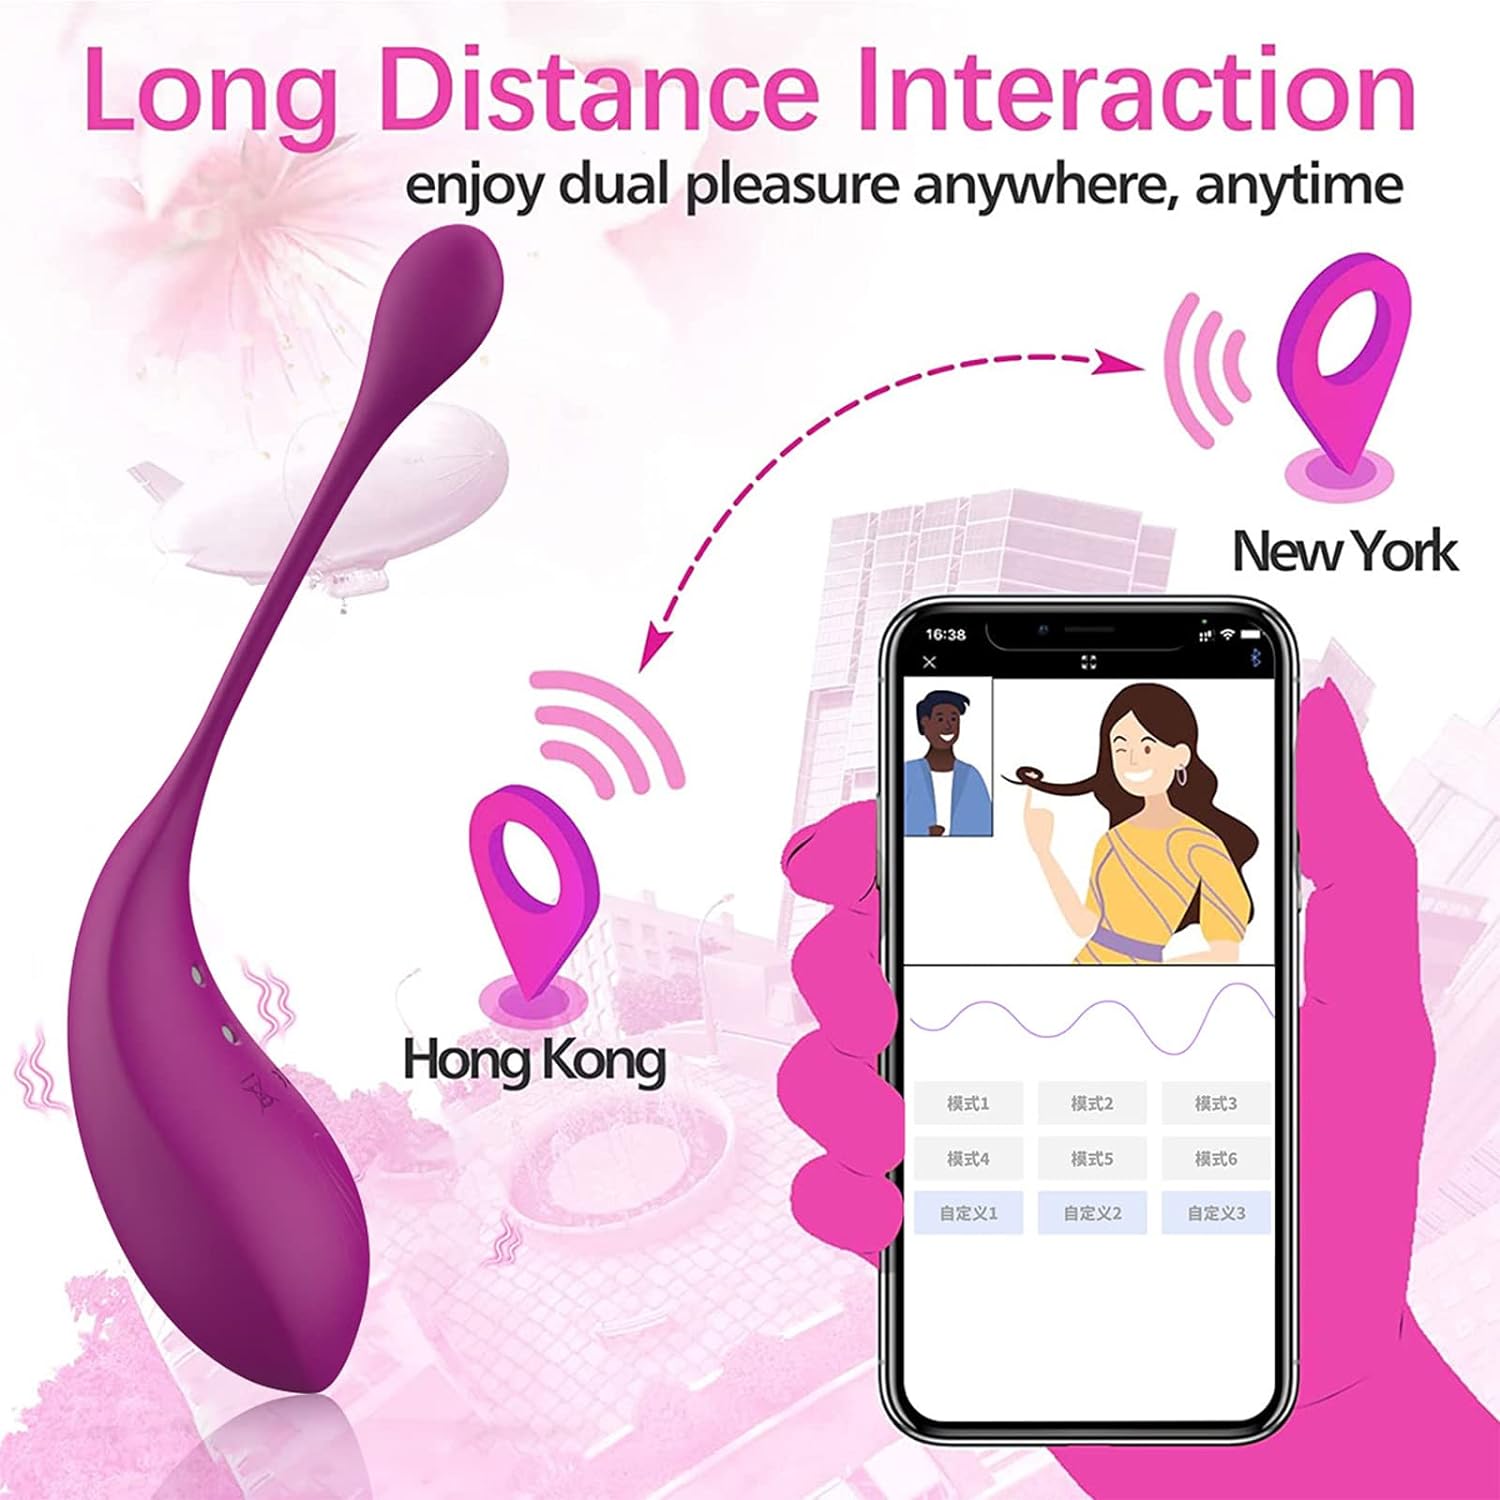 Long Distance Interaction
enjoy dual pleasure anywhere, anytime
New York
Hong Kong
16:38
模式1 模式2 模式3
模式4 模式5 模式6
自定义1 自定义2 自定义3